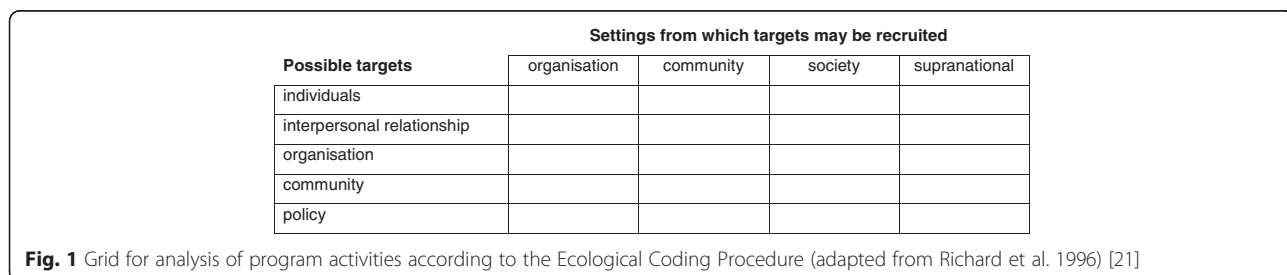 Settings from which targets may be recruited
Possible targets organisation community society supranational
individuals
interpersonal relationship
organisation
community
policy
Fig. 1 Grid for analysis of program activities according to the Ecological Coding Procedure (adapted from Richard et al. 1996) [21]